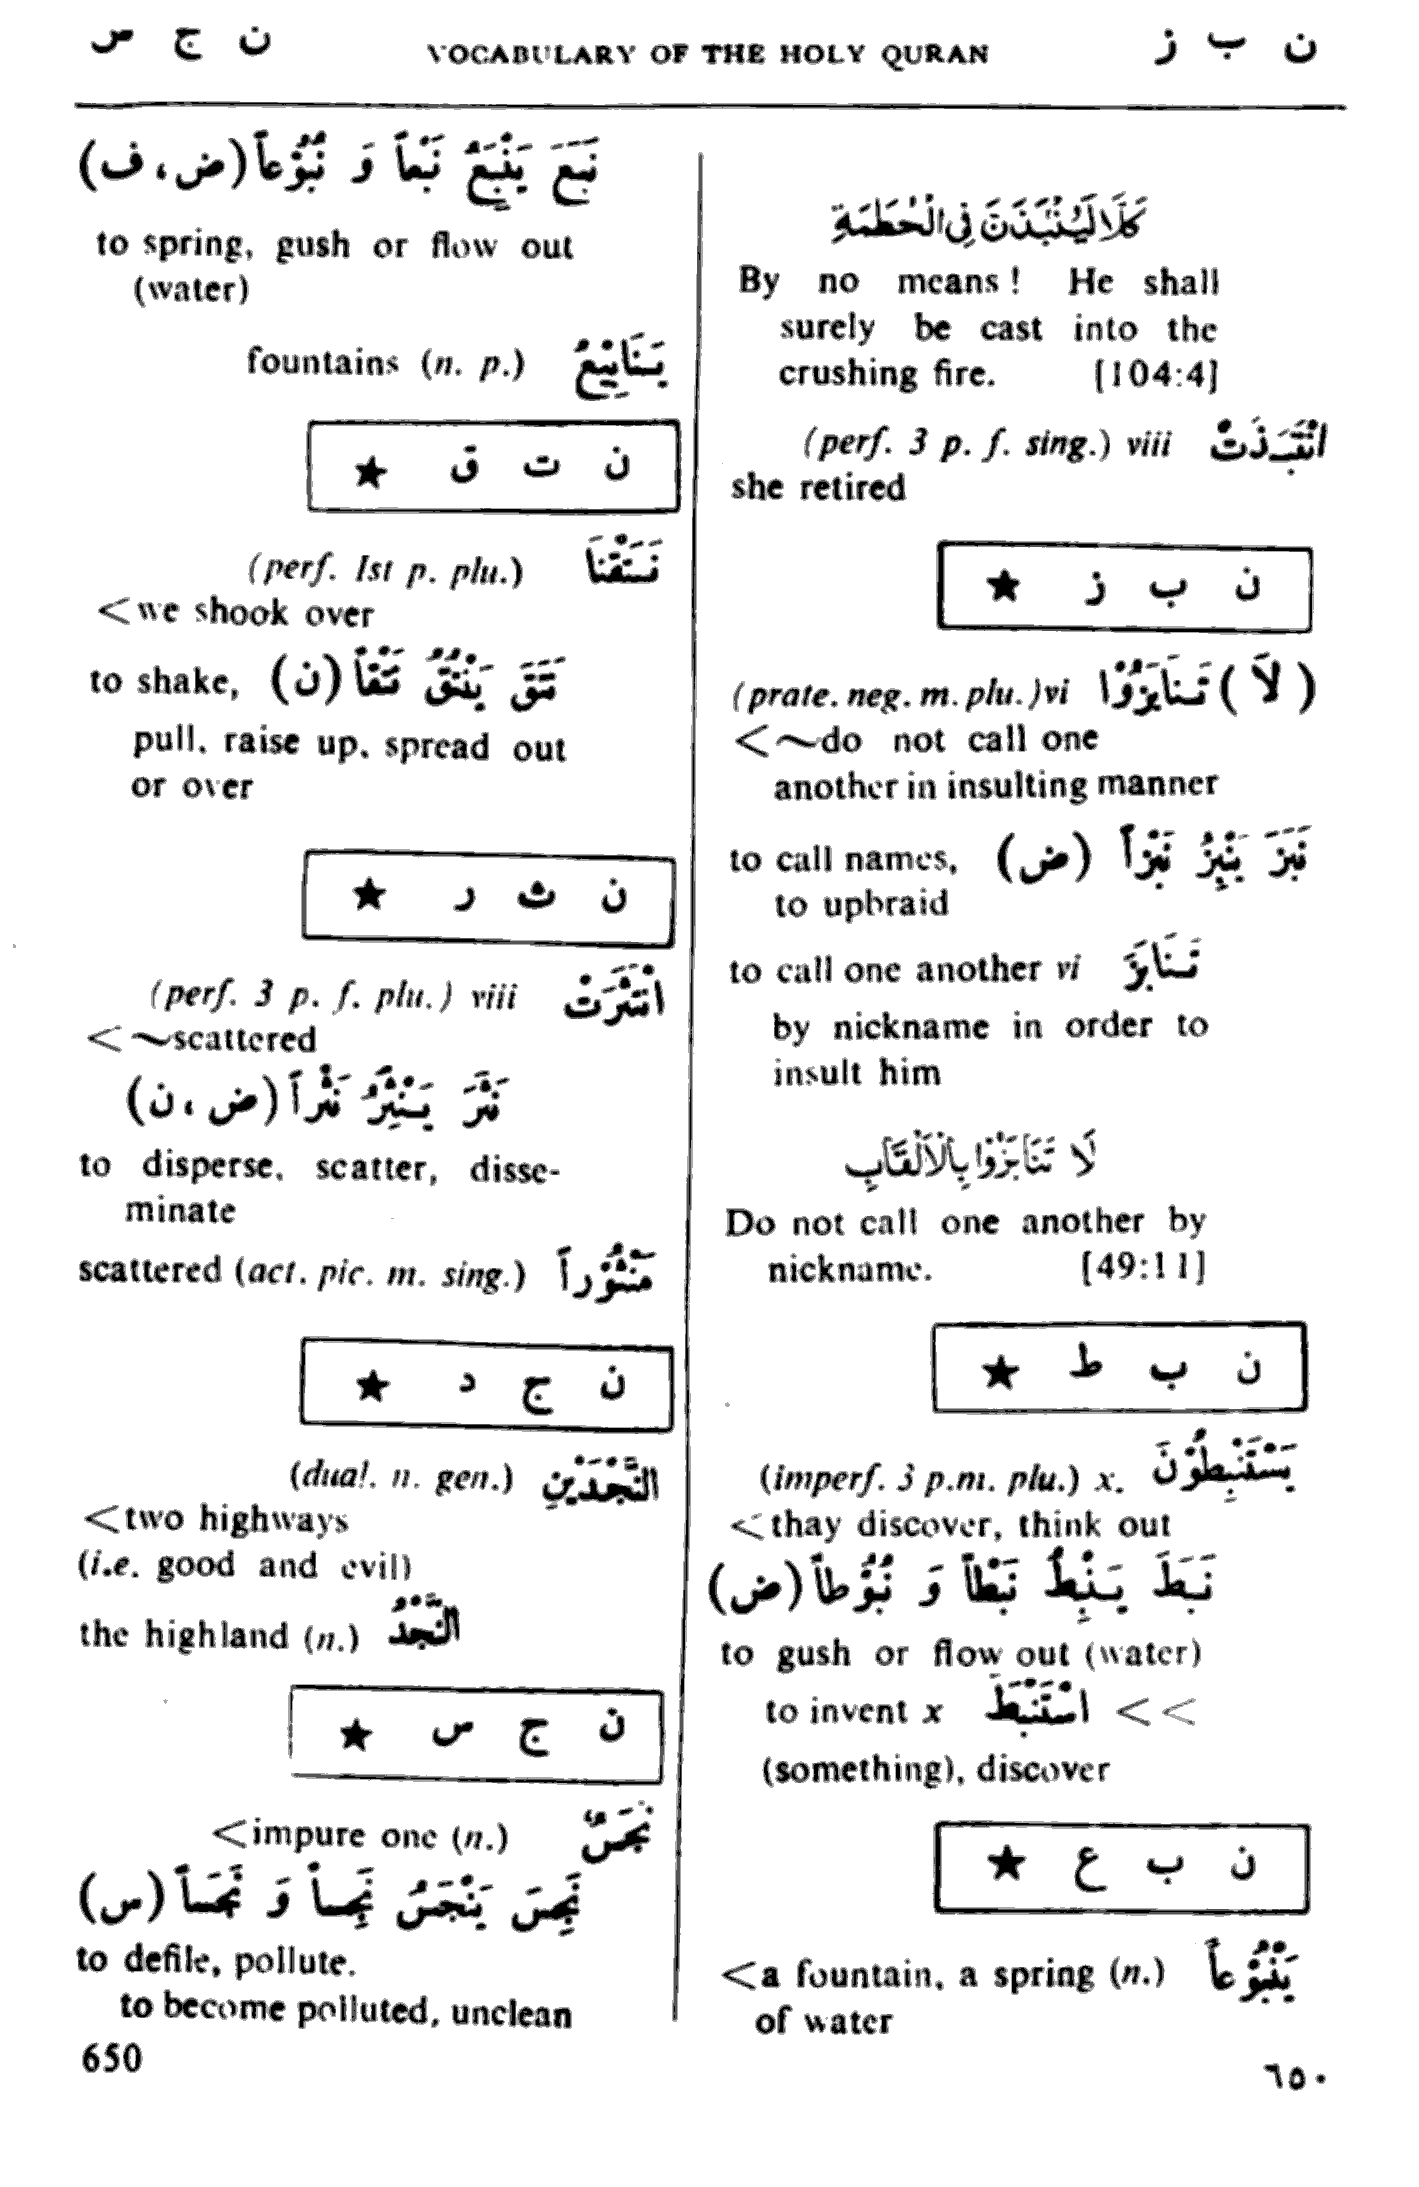 ن ب ز
VOCABULARY OF THE HOLY QURAN
ن ج ص
كَلَّا لَيُنْبَذَنَّ فِى الْحُطَمَةِ
By no means! He shall
surely be cast into the
crushing fire. [104:4]
(perf. 3 p. f. sing.) viii انْتَبَذَتْ
she retired
ن ب ز ★
(prate. neg. m. plu.)vi (لاَ) تَنَابَزُوْا
<~do not call one
another in insulting manner
to call names, نَبَزَ يَنْبِزُ نَبْزاً (ض)
to upbraid
to call one another vi تَنَابَزَ
by nickname in order to
insult him
لَا تَنَابَزُوْا بِالْاَلْقَابِ
Do not call one another by
nickname. [49:11]
ن ب ط ★
(imperf. 3 p.m. plu.) x. يَسْتَنْبِطُوْنَ
<thay discover, think out
نَبَطَ يَنْبِطُ نَبْطاً وَ نُبُوْطاً (ض)
to gush or flow out (water)
to invent x اسْتَنْبَطَ <<
(something), discover
ن ب ع ★
<a fountain, a spring (n.) يَنْبُوْعاً
of water
نَبَعَ يَنْبَعُ نَبْعاً وَ نُبُوْعاً (ض، ف)
to spring, gush or flow out
(water)
fountains (n. p.) يَنَابِيْعُ
ن ت ق ★
(perf. 1st p. plu.) نَتَقْنَا
<we shook over
to shake, نَتَقَ يَنْتُقُ نَتْقاً (ن)
pull, raise up, spread out
or over
ن ث ر ★
(perf. 3 p. f. plu.) viii انْتَثَرَتْ
<~scattered
نَثَرَ يَنْثِرُ نَثْراً (ض، ن)
to disperse, scatter, disse-
minate
scattered (act. pic. m. sing.) مَنْثُوْراً
ن ج د ★
(dual. n. gen.) النَّجْدَيْنِ
<two highways
(i.e. good and evil)
the highland (n.) النَّجْدُ
ن ج س ★
<impure one (n.) نَجَسٌ
نَجِسَ يَنْجَسُ نَجِساً وَ نَجَساً (س)
to defile, pollute.
to become polluted, unclean
650
٦٥٠